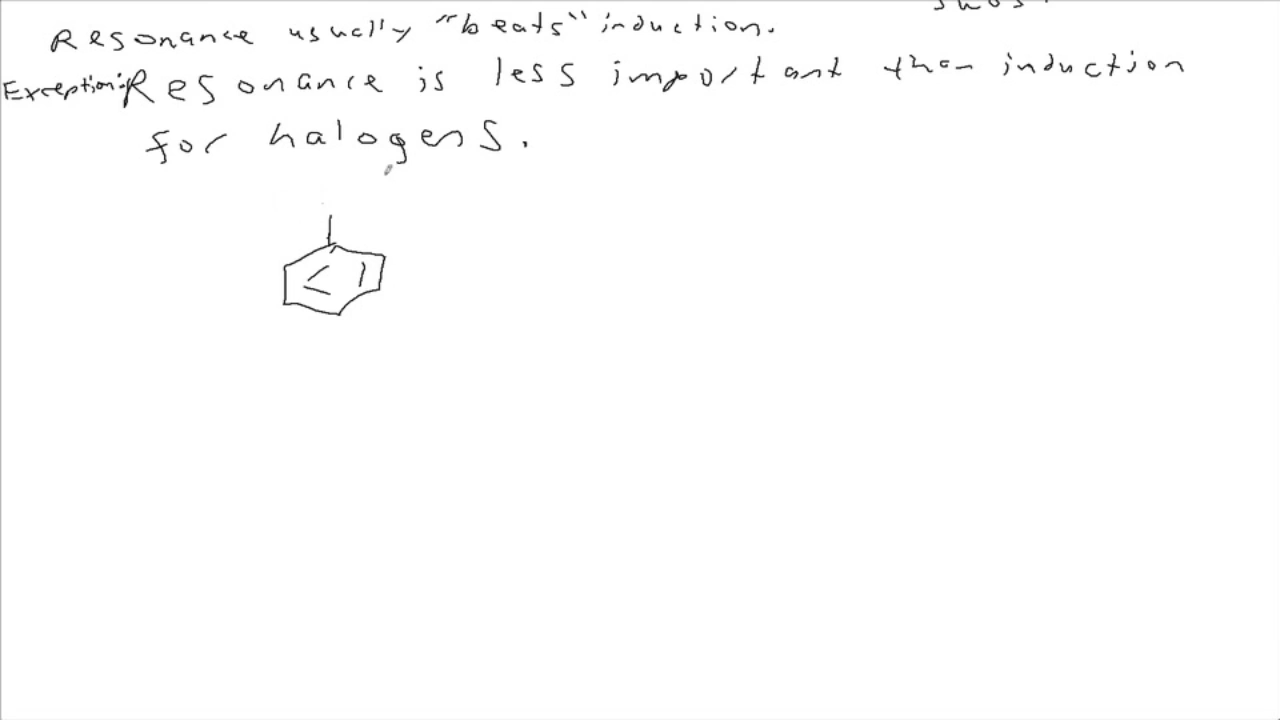 Resonance usually "beats" induction.
Exception: Resonance is less important than induction
for halogens.